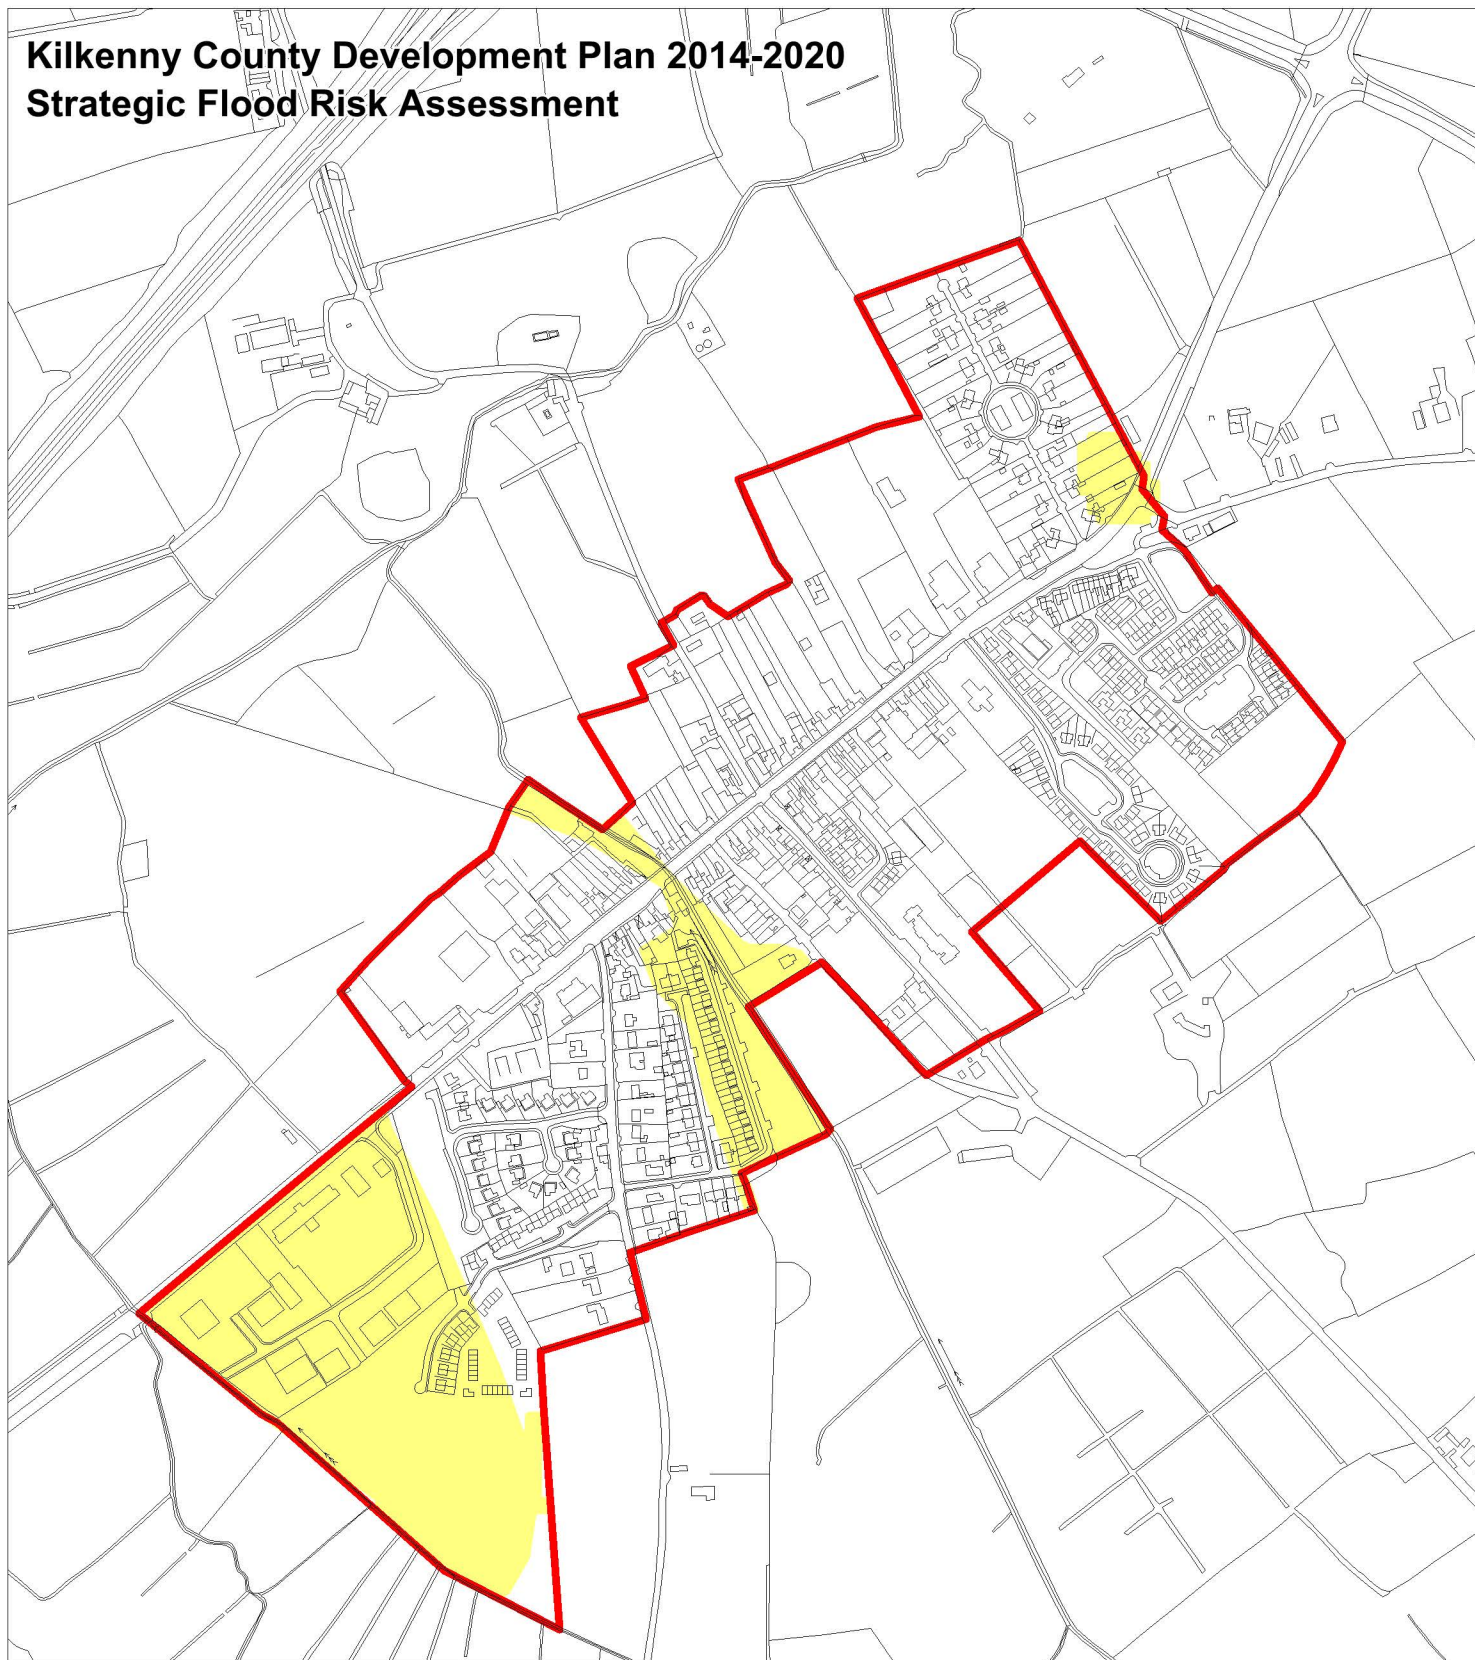 Kilkenny County Development Plan 2014-2020
Strategic Flood Risk Assessment